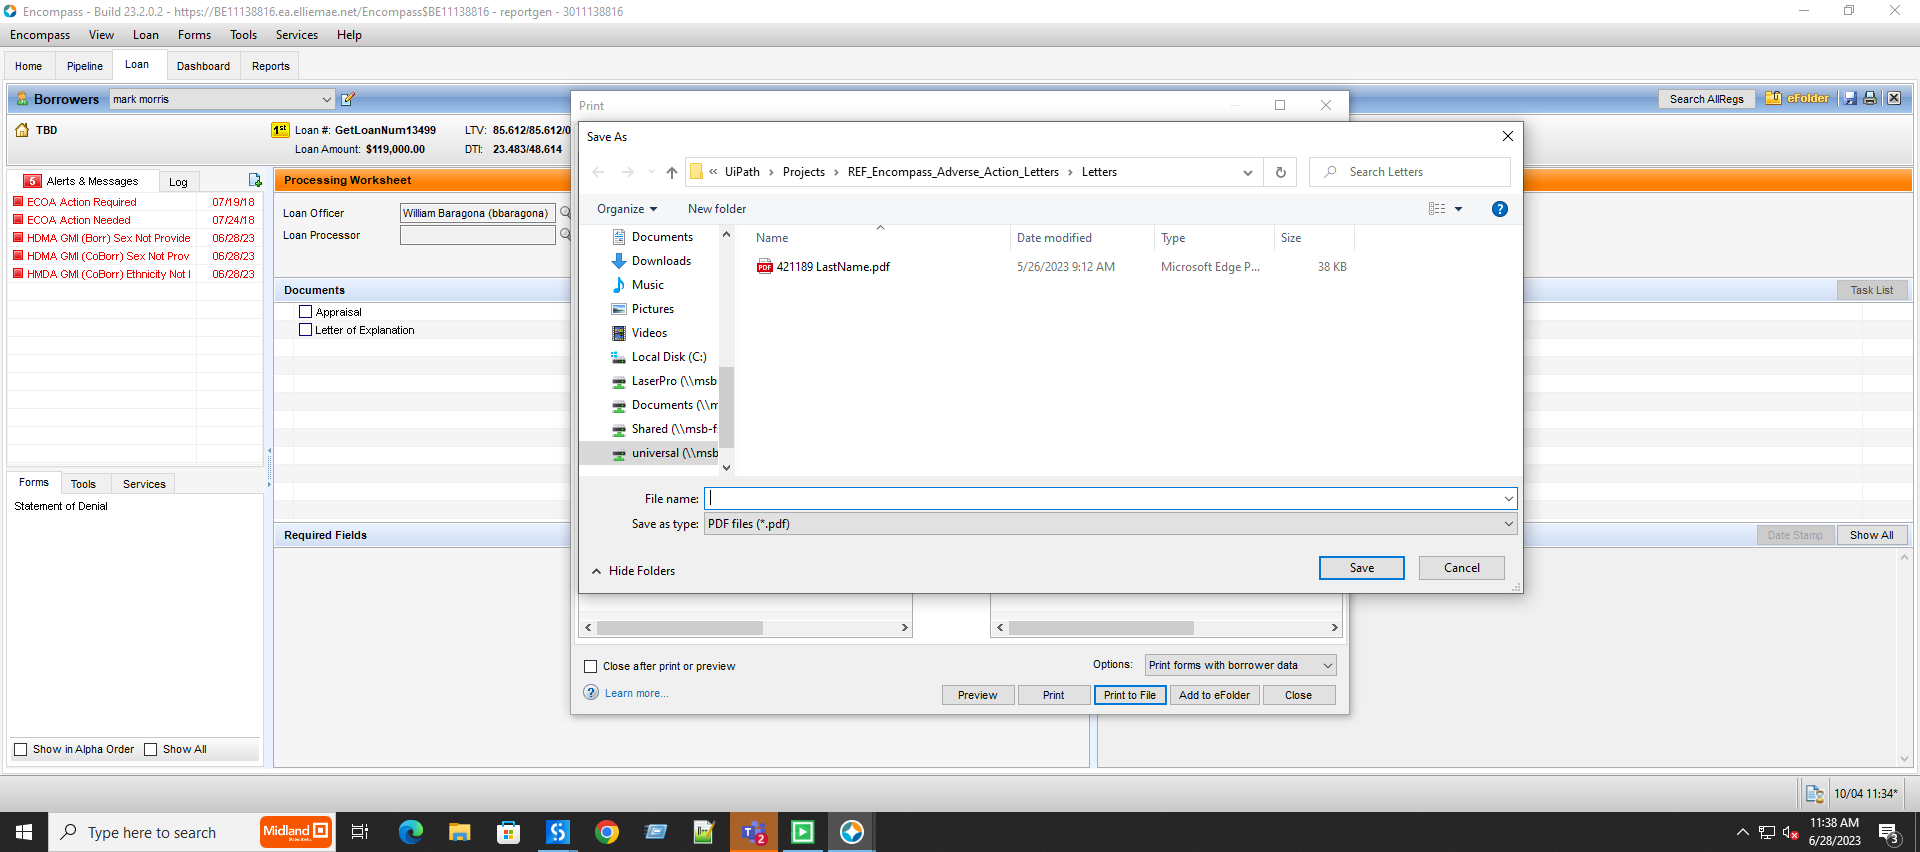 Encompass - Build 23.2.0.2 - https://BE11138816.ea.elliemae.net/Encompass$BE11138816 - reportgen - 3011138816
Encompass View Loan Forms Tools Services Help
Home Pipeline Loan Dashboard Reports
Borrowers mark morris Search AllRegs eFolder
TBD
1st Loan #: GetLoanNum13499 LTV: 85.612/85.612/0
Loan Amount: $119,000.00 DTI: 23.483/48.614
5 Alerts & Messages Log
ECOA Action Required 07/19/18
ECOA Action Needed 07/24/18
HDMA GMI (Borr) Sex Not Provide 06/28/23
HDMA GMI (CoBorr) Sex Not Prov 06/28/23
HMDA GMI (CoBorr) Ethnicity Not I 06/28/23
Forms Tools Services
Statement of Denial
Show in Alpha Order Show All
Processing Worksheet
Loan Officer William Baragona (bbaragona)
Loan Processor
Documents
Task List
Appraisal
Letter of Explanation
Required Fields
Date Stamp Show All
Print
Save As
« UiPath › Projects › REF_Encompass_Adverse_Action_Letters › Letters
Search Letters
Organize New folder
?
Documents
Downloads
Music
Pictures
Videos
Local Disk (C:)
LaserPro (\\msb
Documents (\\m
Shared (\\msb-f
universal (\\msb
Name Date modified Type Size
PDF 421189 LastName.pdf 5/26/2023 9:12 AM Microsoft Edge P... 38 KB
File name:
Save as type: PDF files (*.pdf)
Hide Folders
Save Cancel
Close after print or preview
Options: Print forms with borrower data
? Learn more...
Preview Print Print to File Add to eFolder Close
10/04 11:34*
Type here to search
Midland
2
11:38 AM
6/28/2023
3